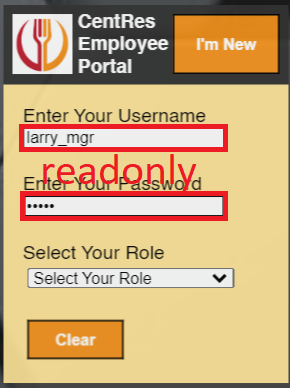 CentRes
Employee
Portal
I'm New
Enter Your Username
larry_mgr
readonly
Enter Your Password
•••••
Select Your Role
Select Your Role
Clear